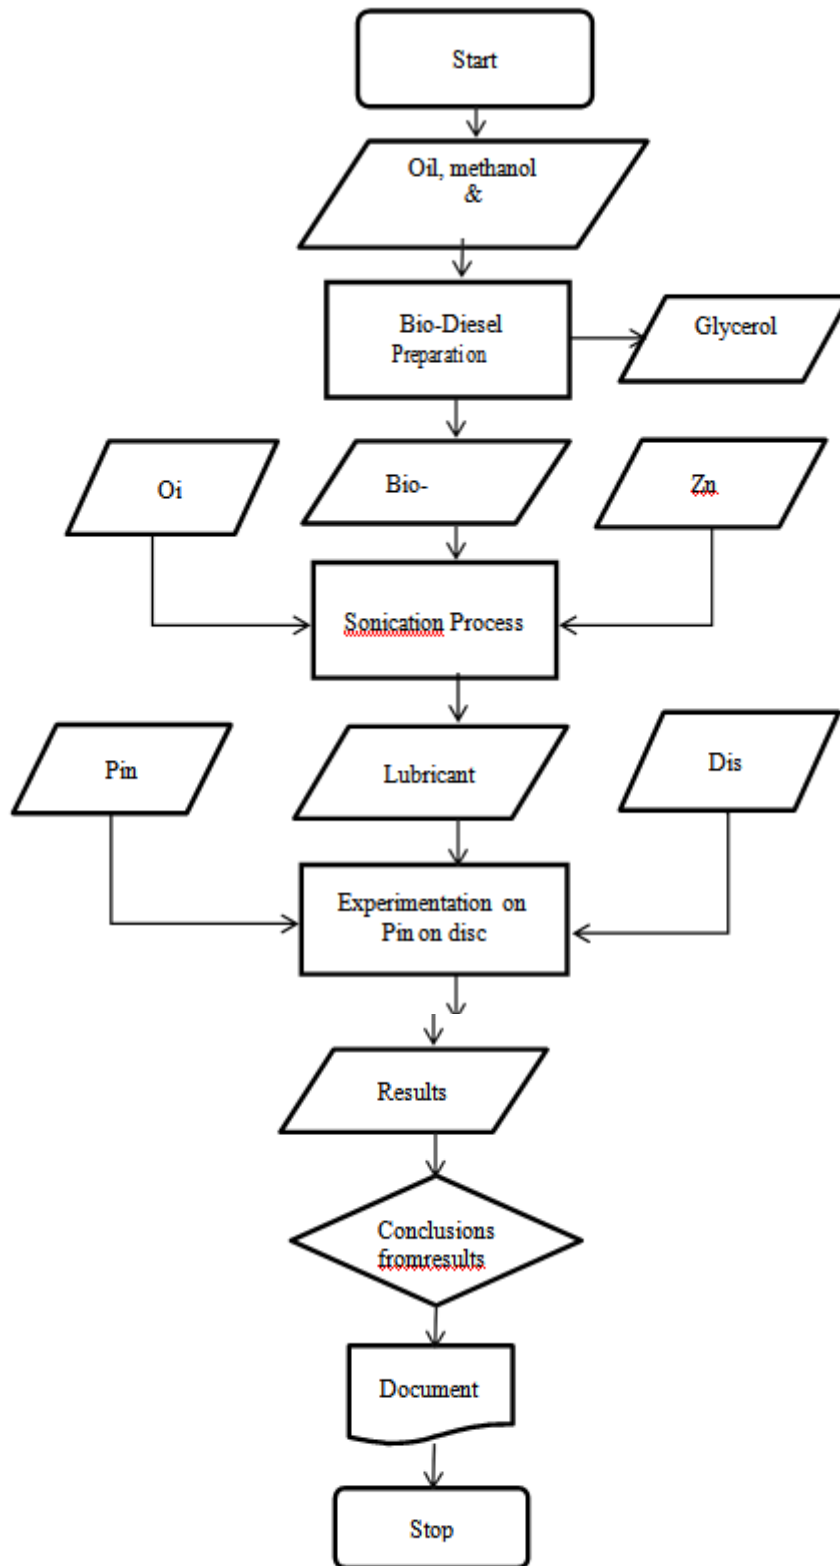 Start
Oil, methanol
&
Bio-Diesel
Preparation
Glycerol
Oi
Bio-
Zn
Sonication Process
Pin
Lubricant
Dis
Experimentation on
Pin on disc
Results
Conclusions
fromresults
Document
Stop